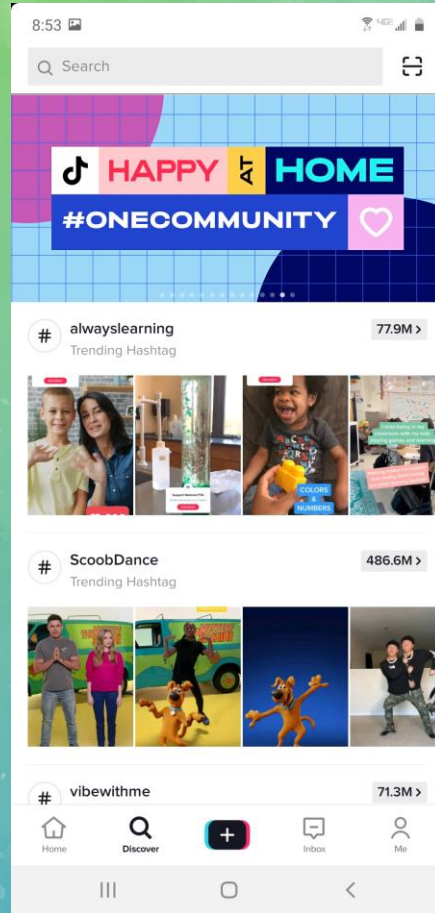 8:53
Search
HAPPY AT HOME
#ONECOMMUNITY
# alwayslearning 77.9M >
Trending Hashtag
COLORS
&
NUMBERS
# ScoobDance 486.6M >
Trending Hashtag
# vibewithme 71.3M >
Home Discover Inbox Me